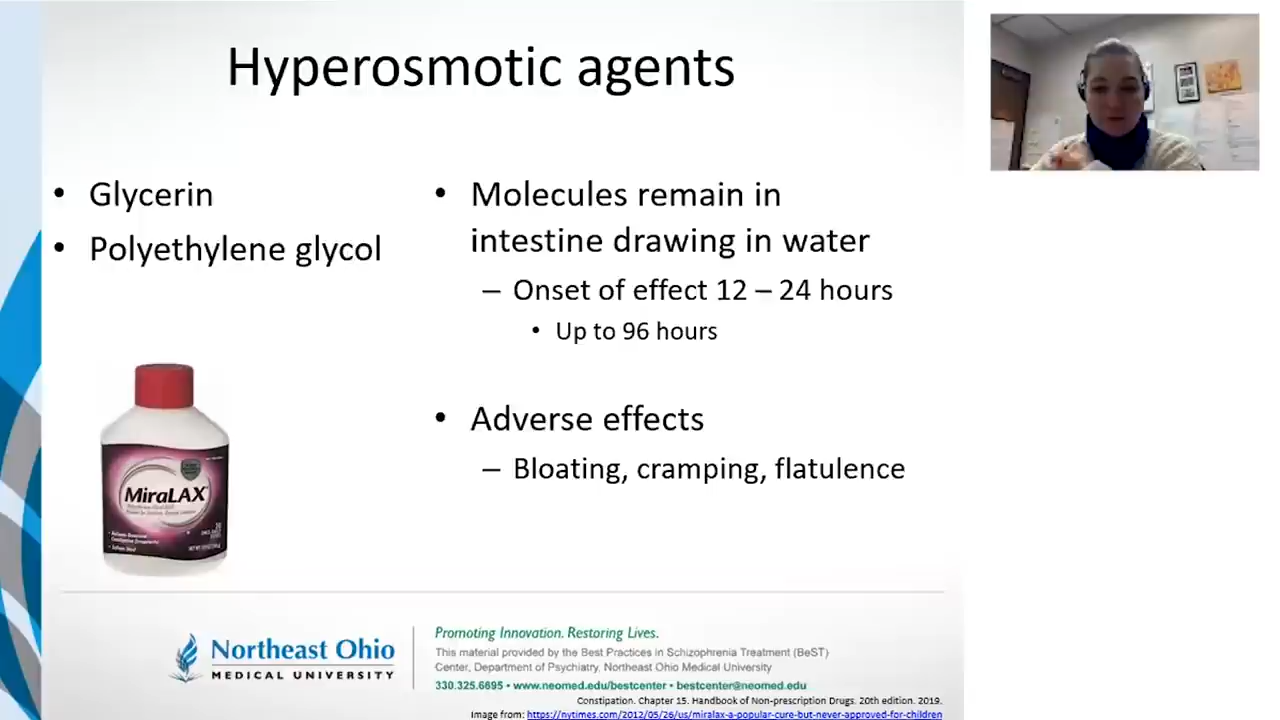 Hyperosmotic agents
• Glycerin
• Polyethylene glycol
• Molecules remain in
intestine drawing in water
– Onset of effect 12 – 24 hours
• Up to 96 hours
• Adverse effects
– Bloating, cramping, flatulence
MiraLAX
Northeast Ohio
MEDICAL UNIVERSITY
Promoting Innovation. Restoring Lives.
This material provided by the Best Practices in Schizophrenia Treatment (BeST)
Center, Department of Psychiatry, Northeast Ohio Medical University
330.325.6695 • www.neomed.edu/bestcenter • bestcenter@neomed.edu
Constipation. Chapter 15. Handbook of Non-prescription Drugs. 20th edition. 2019.
Image from: https://nytimes.com/2012/05/26/us/miralax-a-popular-cure-but-never-approved-for-children